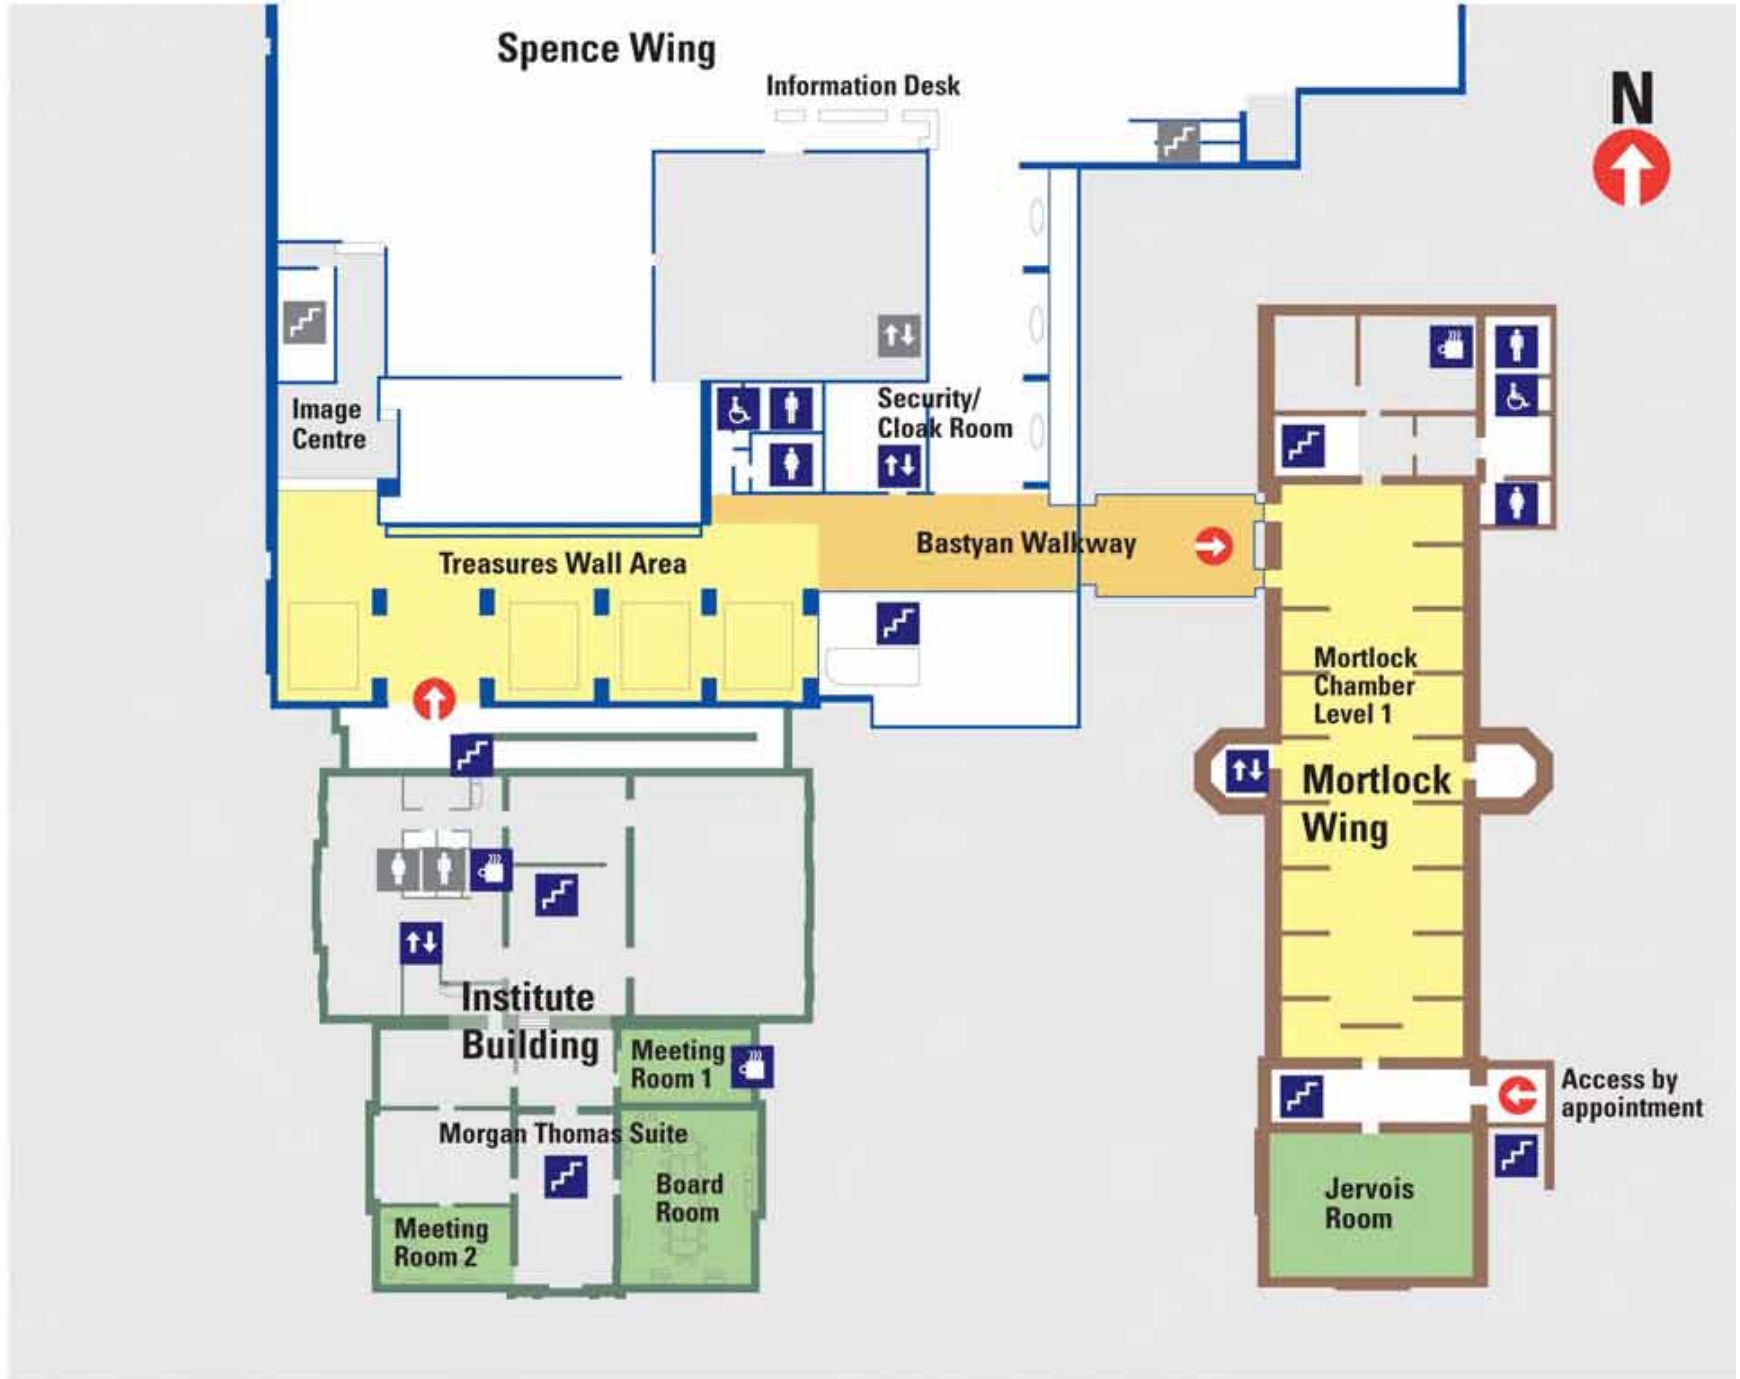 Spence Wing
Information Desk
N
Image
Centre
Security/
Cloak Room
Treasures Wall Area
Bastyan Walkway
Mortlock
Chamber
Level 1
Mortlock
Wing
Institute
Building
Meeting
Room 1
Access by
appointment
Morgan Thomas Suite
Board
Room
Jervois
Room
Meeting
Room 2